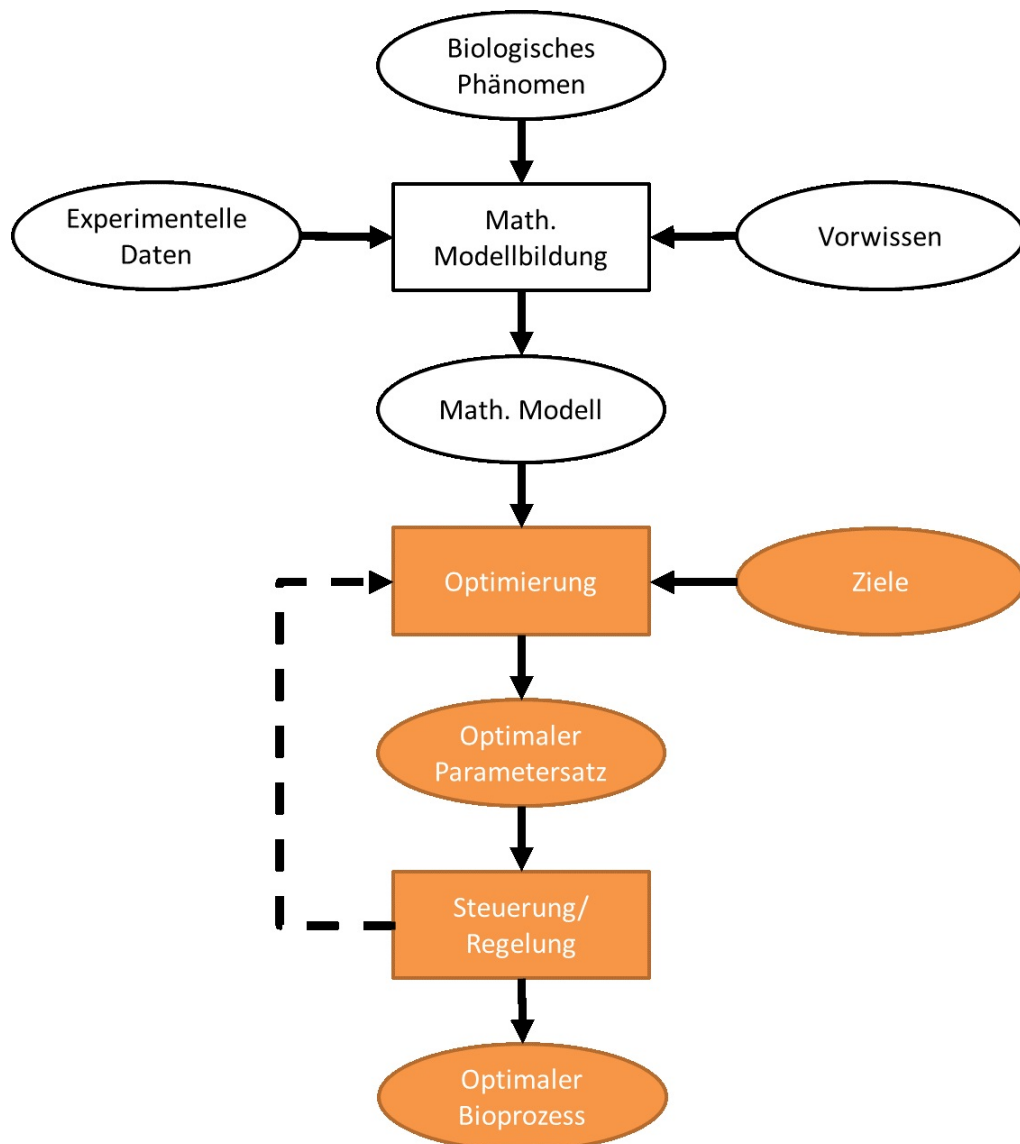 Biologisches
Phänomen
Experimentelle
Daten
Math.
Modellbildung
Vorwissen
Math. Modell
Optimierung
Ziele
Optimaler
Parametersatz
Steuerung/
Regelung
Optimaler
Bioprozess